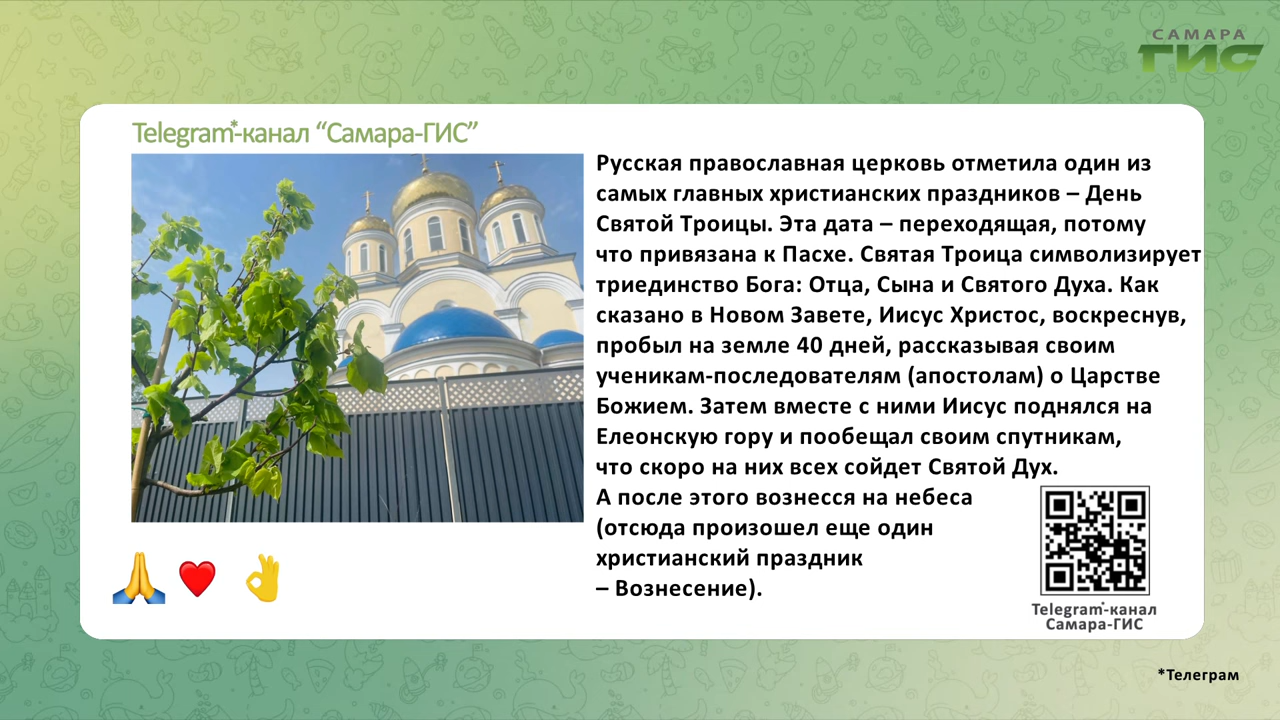 САМАРА
ГИС
Telegram*-канал “Самара-ГИС”
Русская православная церковь отметила один из
самых главных христианских праздников – День
Святой Троицы. Эта дата – переходящая, потому
что привязана к Пасхе. Святая Троица символизирует
триединство Бога: Отца, Сына и Святого Духа. Как
сказано в Новом Завете, Иисус Христос, воскреснув,
пробыл на земле 40 дней, рассказывая своим
ученикам-последователям (апостолам) о Царстве
Божием. Затем вместе с ними Иисус поднялся на
Елеонскую гору и пообещал своим спутникам,
что скоро на них всех сойдет Святой Дух.
А после этого вознесся на небеса
(отсюда произошел еще один
христианский праздник
– Вознесение).
Telegram*-канал
Самара-ГИС
*Телеграм